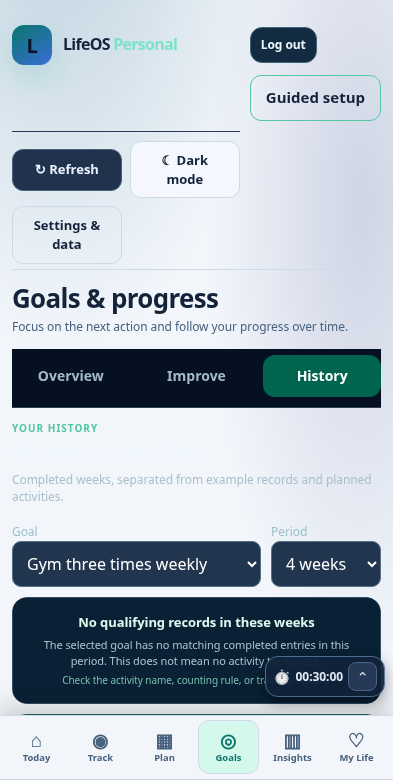 L LifeOS Personal
Log out
Guided setup
↻ Refresh
☾ Dark
mode
Settings &
data
Goals & progress
Focus on the next action and follow your progress over time.
Overview Improve History
YOUR HISTORY
Completed weeks, separated from example records and planned
activities.
Goal Period
Gym three times weekly 4 weeks
No qualifying records in these weeks
The selected goal has no matching completed entries in this
period. This does not mean no activity took place.
Check the activity name, counting rule, or
00:30:00
Today Track Plan Goals Insights My Life